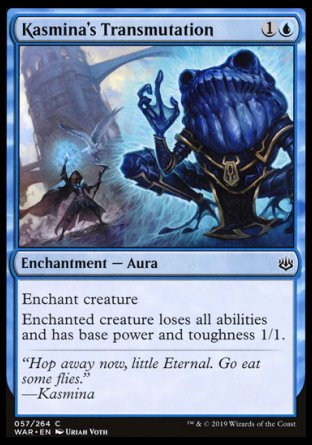 Kasmina's Transmutation 1
Enchantment — Aura
Enchant creature
Enchanted creature loses all abilities
and has base power and toughness 1/1.
"Hop away now, little Eternal. Go eat
some flies."
—Kasmina
057/264 C
WAR • EN Uriah Voth
™ & © 2019 Wizards of the Coast